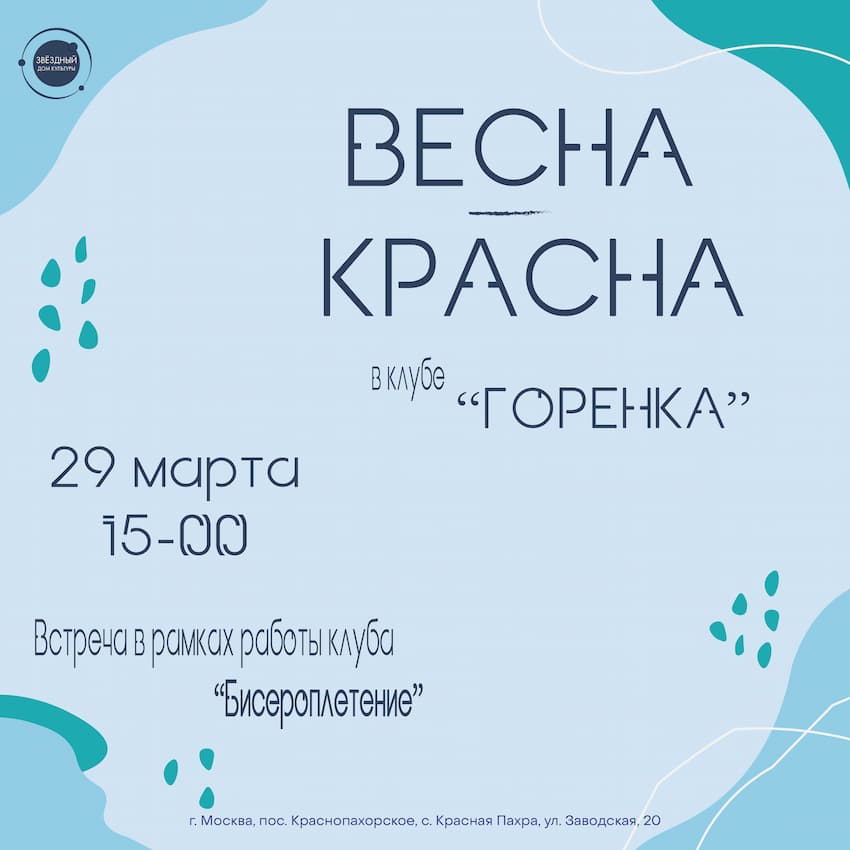 ЗВЁЗДНЫЙ
ДОМ КУЛЬТУРЫ
ВЕСНА
КРАСНА
в клубе
“ГОРЕНКА”
29 марта
15-00
Встреча в рамках работы клуба
“Бисероплетение”
г. Москва, пос. Краснопахорское, с. Красная Пахра, ул. Заводская, 20